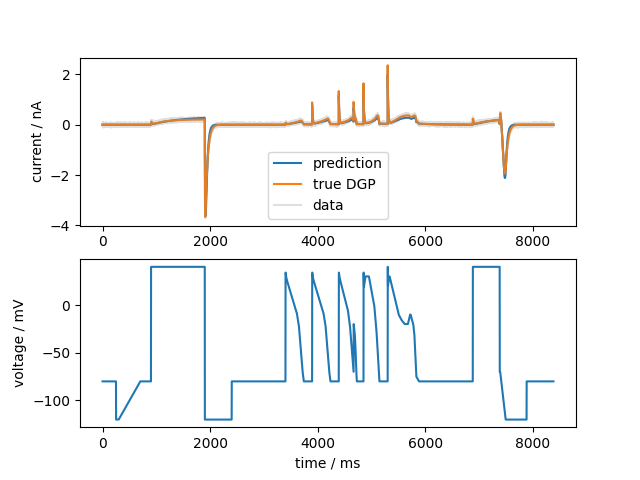 2
0
−2
−4
current / nA
prediction
true DGP
data
0
2000
4000
6000
8000
0
−50
−100
voltage / mV
0
2000
4000
6000
8000
time / ms